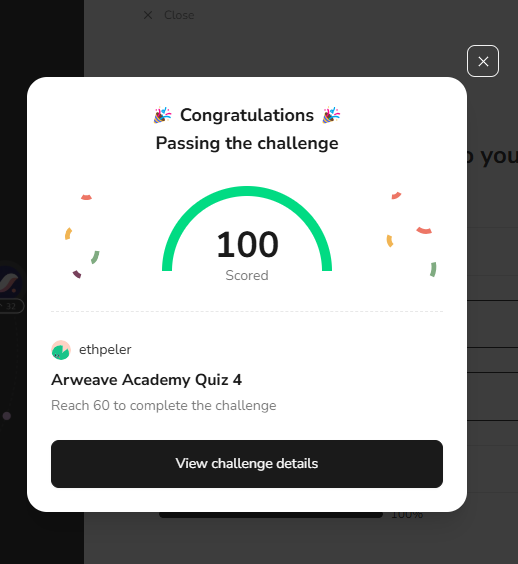 Close
Congratulations
Passing the challenge
o you
100
Scored
32
ethpeler
Arweave Academy Quiz 4
Reach 60 to complete the challenge
View challenge details
100%